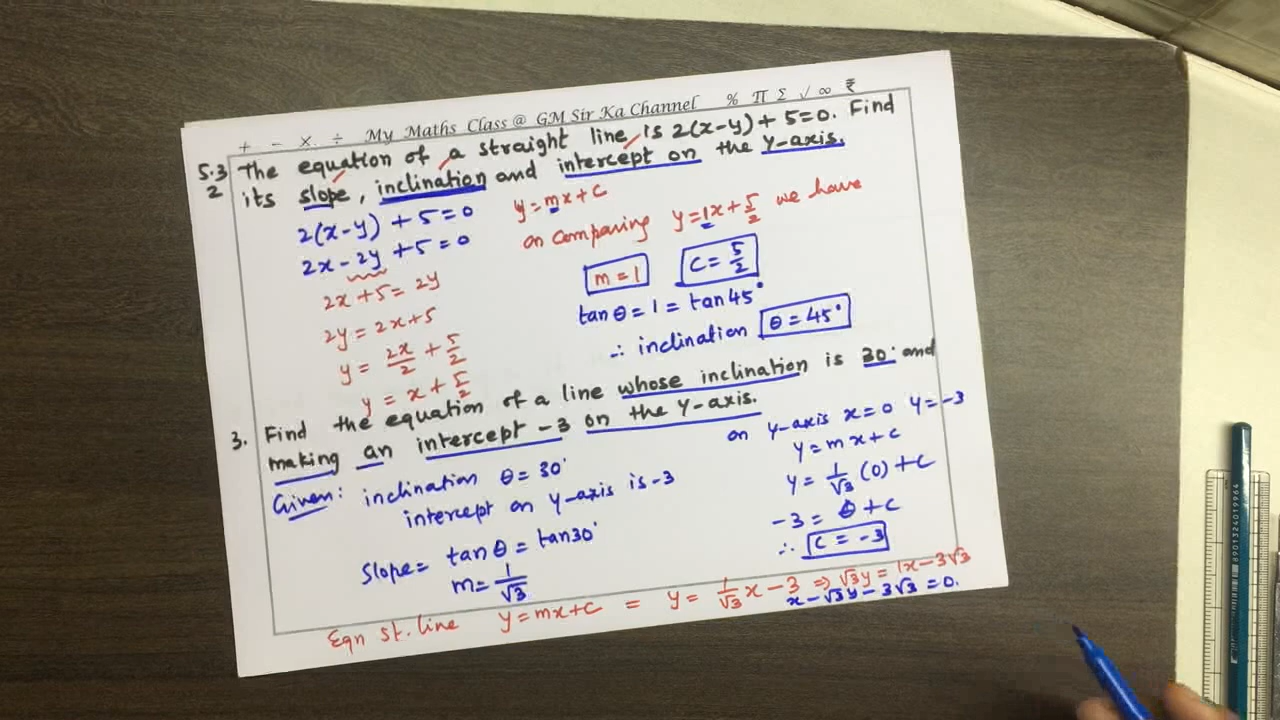 + - × ÷ My Maths Class @ GM Sir Ka Channel % Π Σ √ ∞ ₹
5.3 The equation of a straight line is 2(x-y) + 5=0. Find
2 its slope, inclination and intercept on the y-axis.
2(x-y) + 5 = 0
2x - 2y + 5 = 0
2x + 5 = 2y
2y = 2x + 5
y = 2x/2 + 5/2
y = x + 5/2
y = mx + c
on comparing y = 1x + 5/2 we have
m = 1 c = 5/2
tan θ = 1 = tan 45°
∴ inclination θ = 45°
3. Find the equation of a line whose inclination is 30° and
making an intercept -3 on the y-axis.
Given: inclination θ = 30°
intercept on y-axis is -3
Slope = tan θ = tan 30°
m = 1/√3
on y-axis x = 0 y = -3
y = mx + c
y = 1/√3 (0) + c
-3 = 0 + c
∴ c = -3
Eqn st. line y = mx + c = y = 1/√3 x - 3 ⇒ √3y = 1x - 3√3
x - √3y - 3√3 = 0.
8901324019964